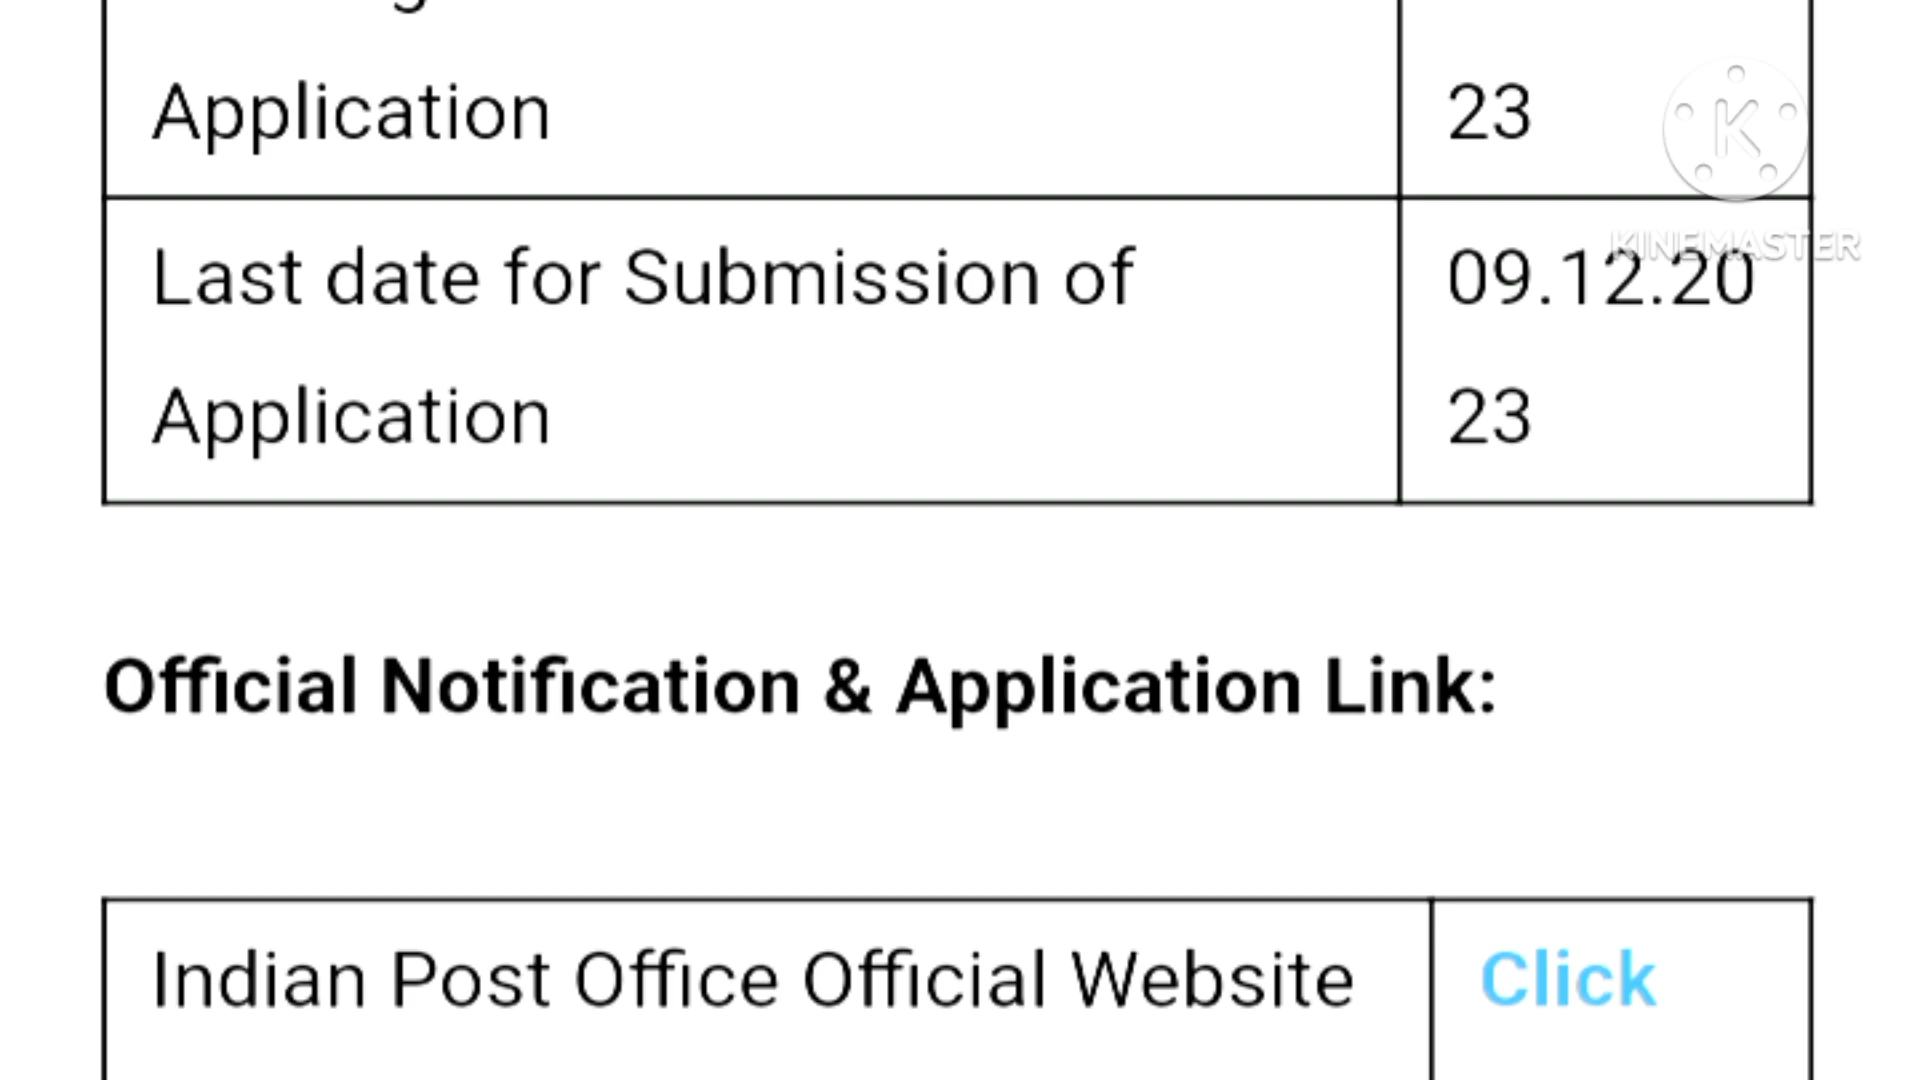 Application 23
KINEMASTER
Last date for Submission of 09.12.20
Application 23
Official Notification & Application Link:
Indian Post Office Official Website Click